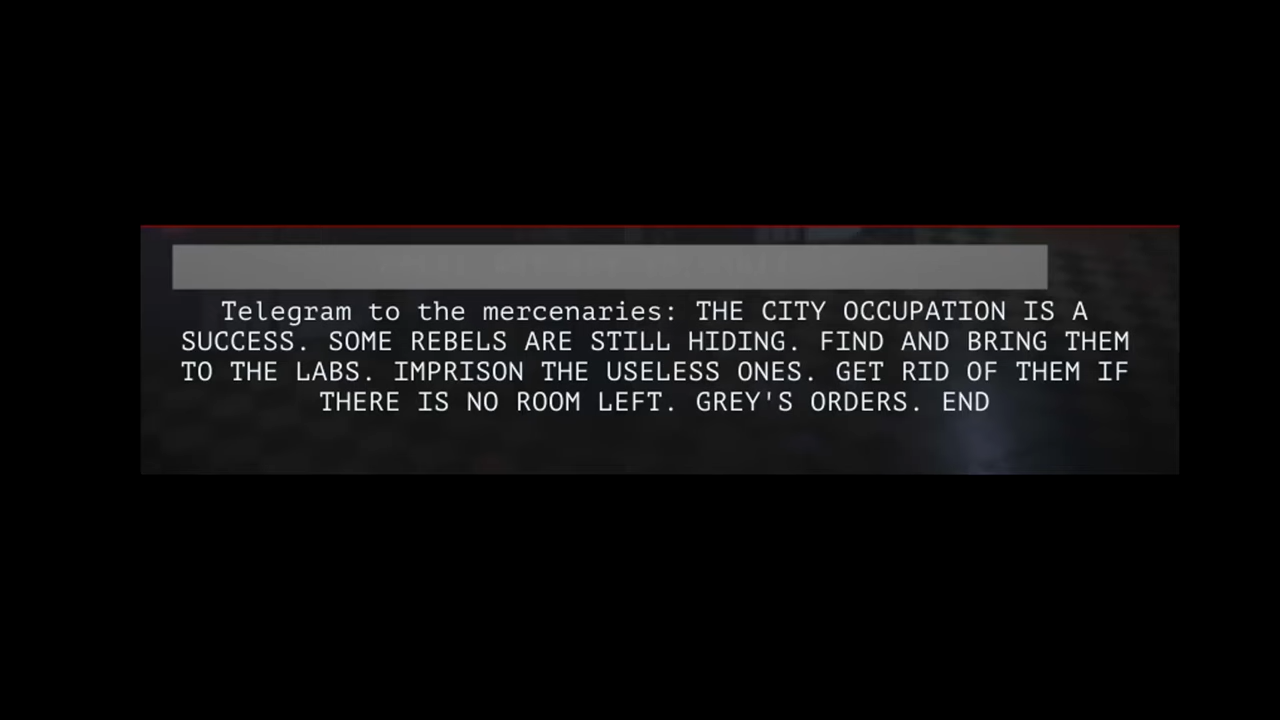 Telegram to the mercenaries: THE CITY OCCUPATION IS A
SUCCESS. SOME REBELS ARE STILL HIDING. FIND AND BRING THEM
TO THE LABS. IMPRISON THE USELESS ONES. GET RID OF THEM IF
THERE IS NO ROOM LEFT. GREY'S ORDERS. END